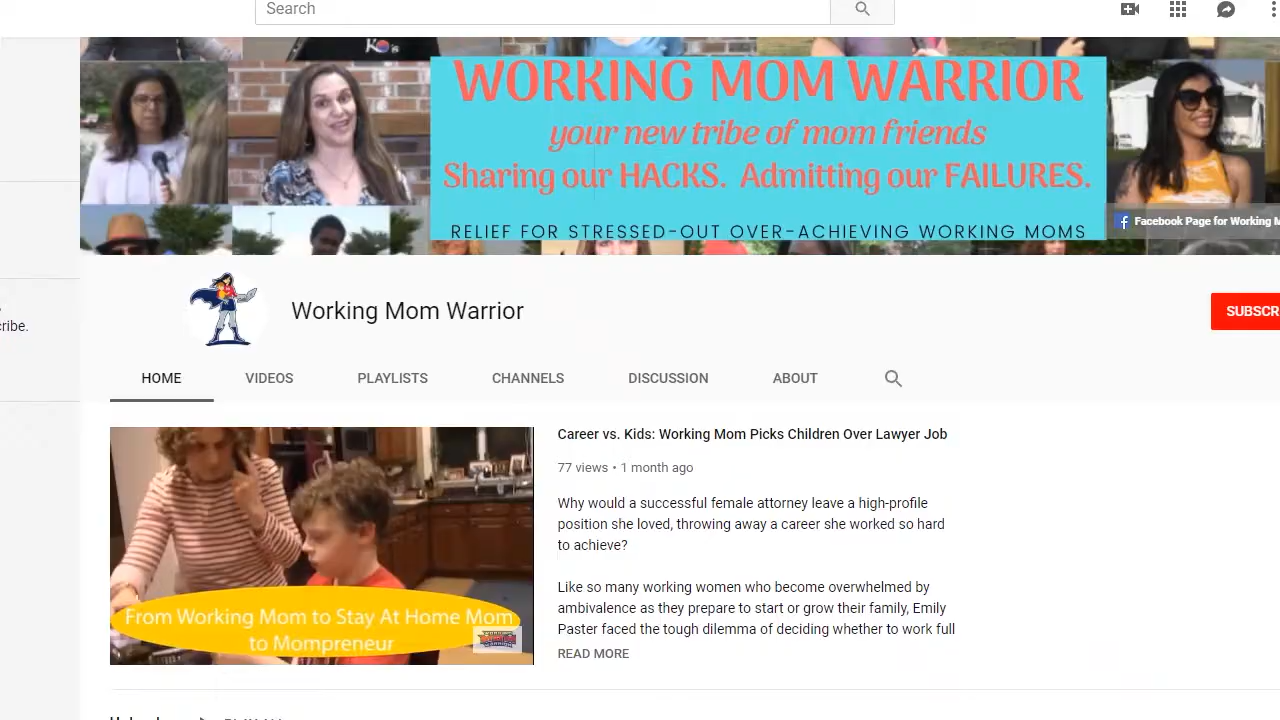 Search
WORKING MOM WARRIOR
your new tribe of mom friends
Sharing our HACKS. Admitting our FAILURES.
RELIEF FOR STRESSED-OUT OVER-ACHIEVING WORKING MOMS
Facebook Page for Working
Working Mom Warrior
SUBSCR
cribe.
HOME VIDEOS PLAYLISTS CHANNELS DISCUSSION ABOUT
Career vs. Kids: Working Mom Picks Children Over Lawyer Job
77 views • 1 month ago
Why would a successful female attorney leave a high-profile
position she loved, throwing away a career she worked so hard
to achieve?
Like so many working women who become overwhelmed by
ambivalence as they prepare to start or grow their family, Emily
Paster faced the tough dilemma of deciding whether to work full
READ MORE
From Working Mom to Stay At Home Mom
to Mompreneur